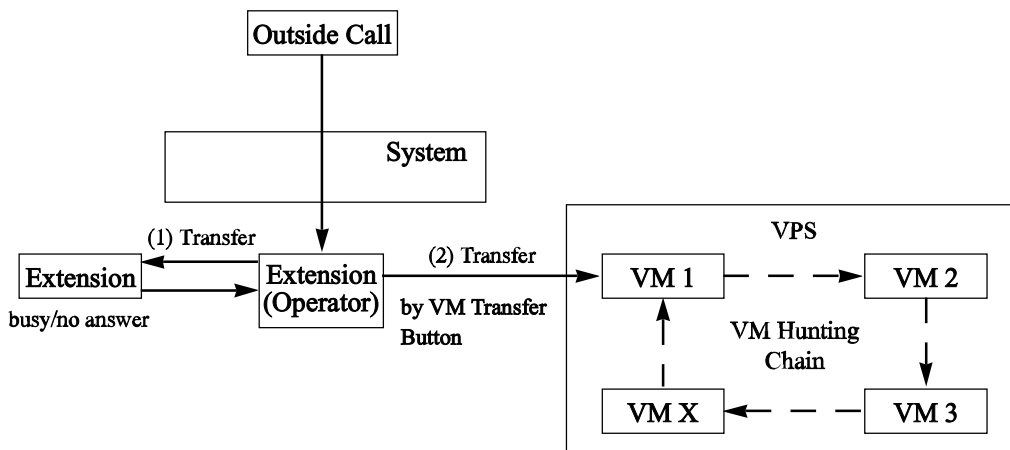 Outside Call
System
VPS
(1) Transfer
(2) Transfer
Extension
Extension
(Operator)
VM 1
VM 2
busy/no answer
by VM Transfer
Button
VM Hunting
Chain
VM X
VM 3